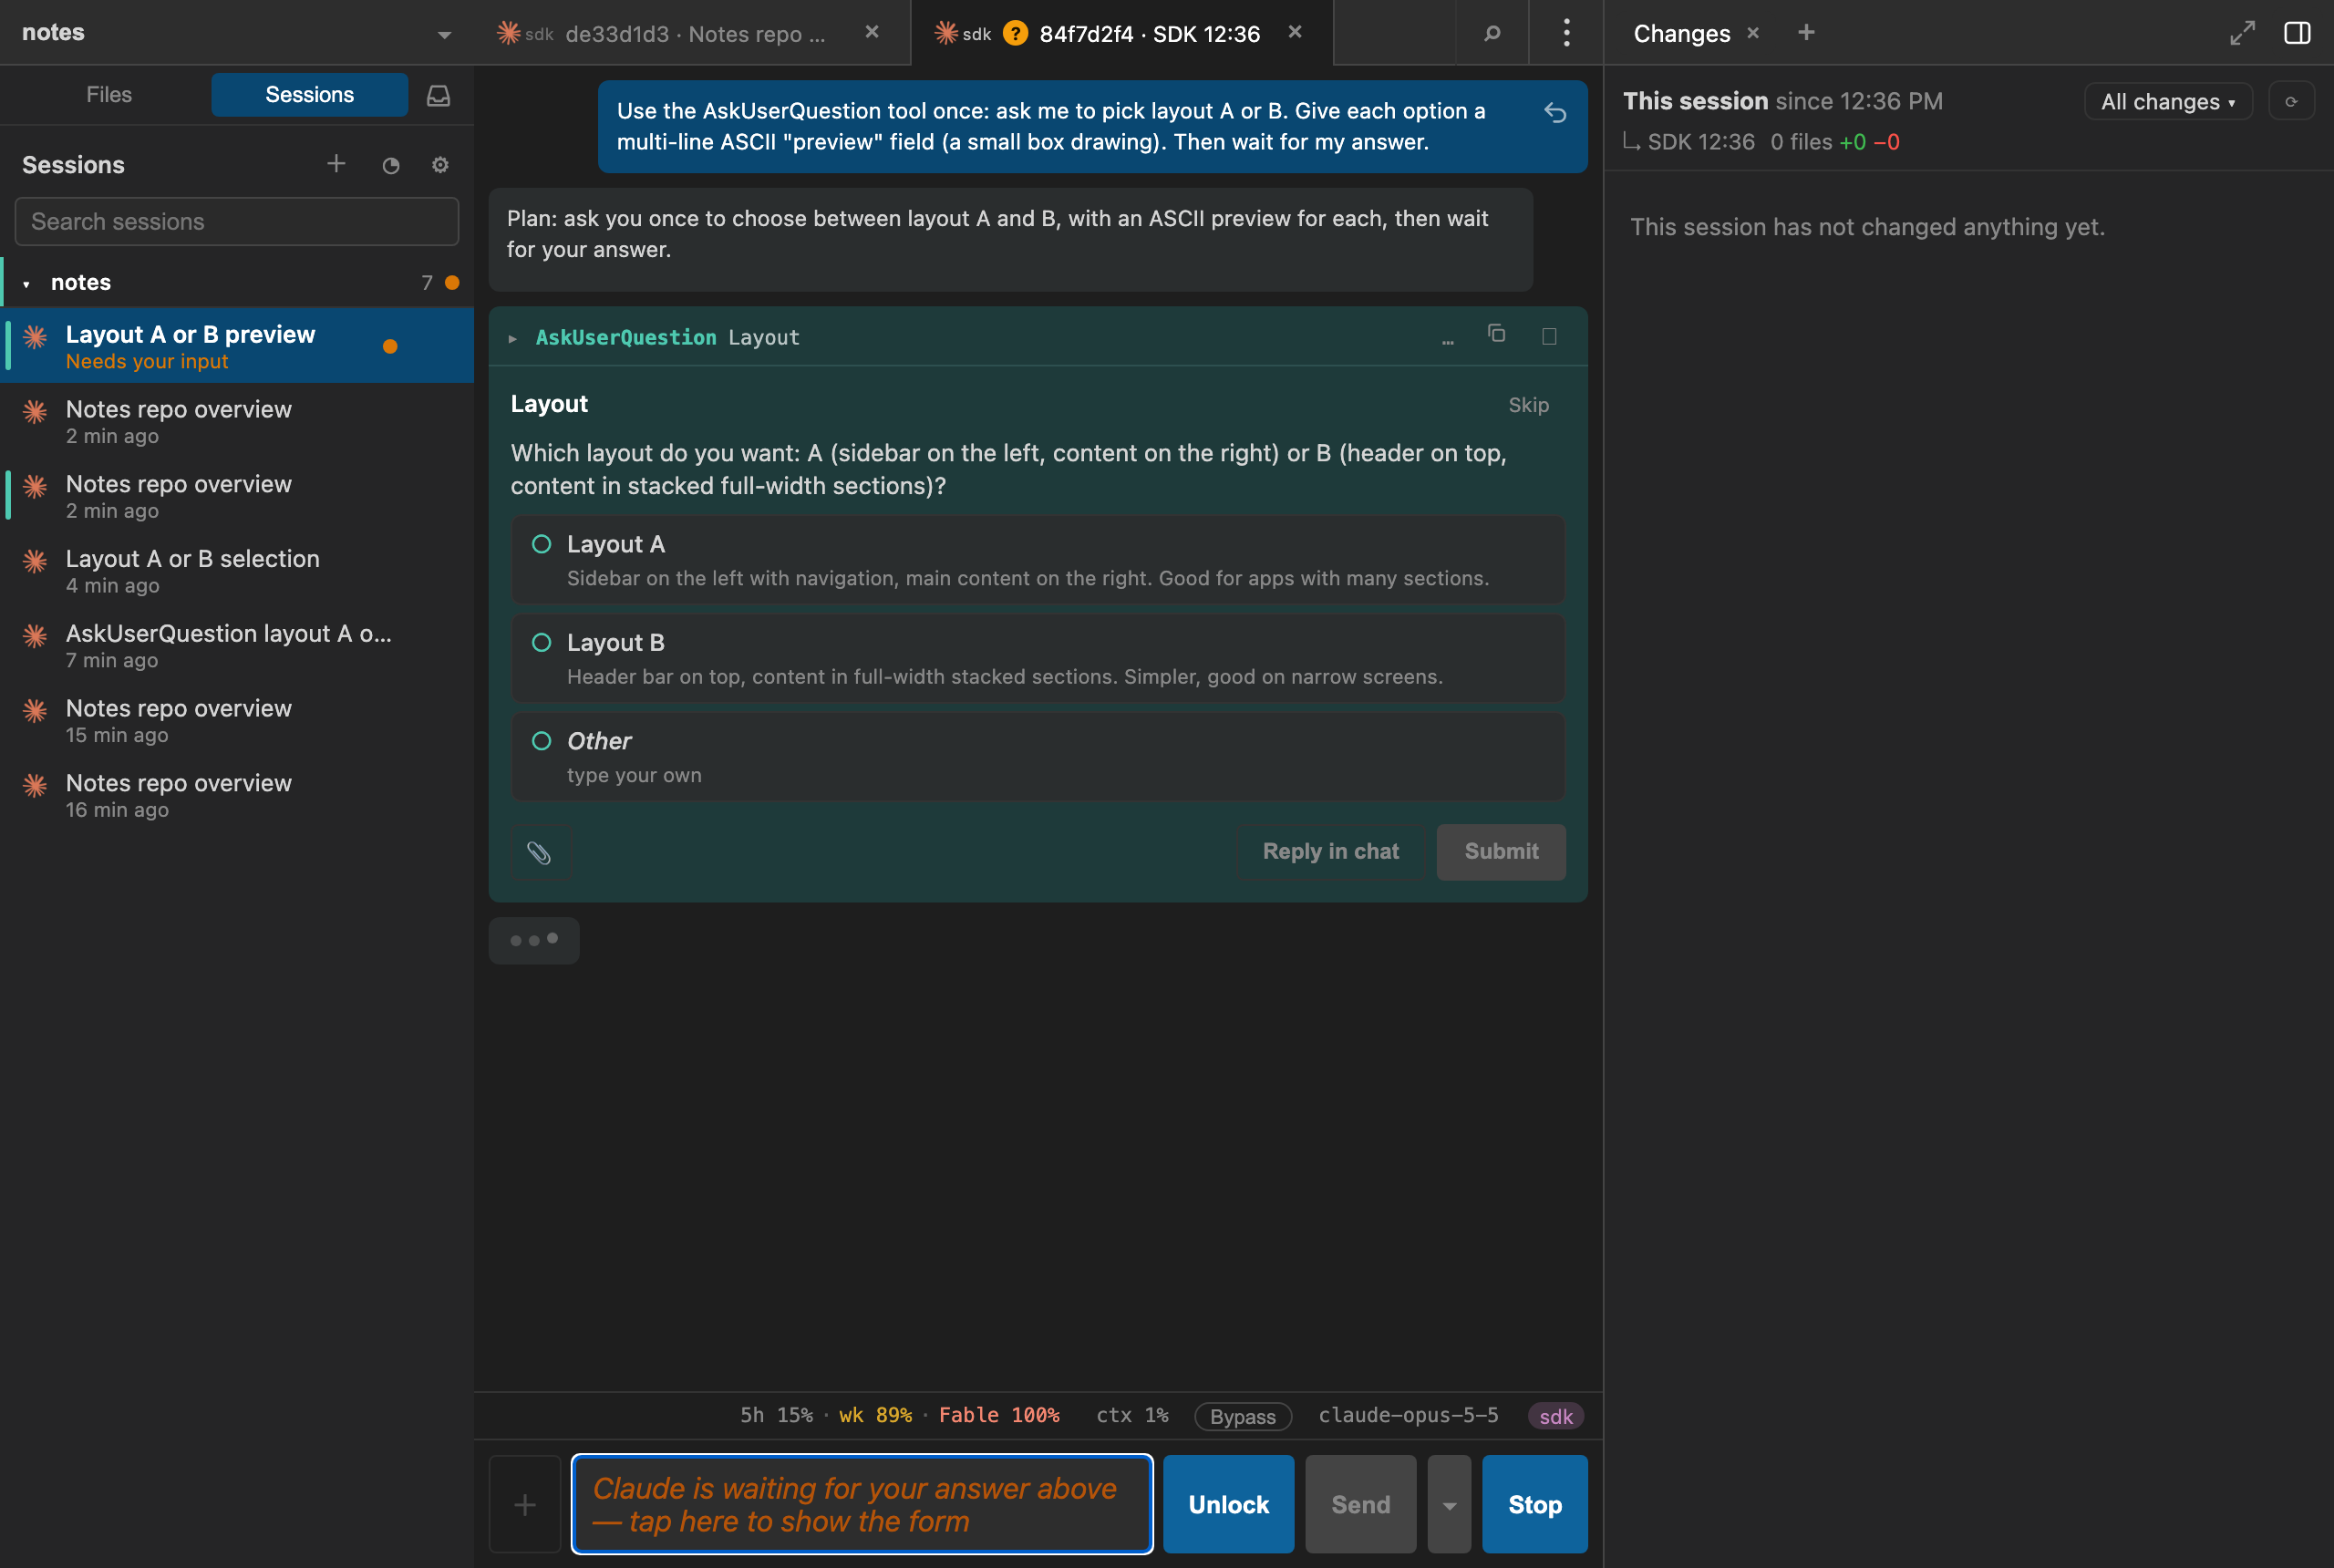 notes
Files
Sessions
Sessions
Search sessions
notes
7
Layout A or B preview
Needs your input
Notes repo overview
2 min ago
Notes repo overview
2 min ago
Layout A or B selection
4 min ago
AskUserQuestion layout A o...
7 min ago
Notes repo overview
15 min ago
Notes repo overview
16 min ago
sdk de33d1d3 · Notes repo ...
sdk ? 84f7d2f4 · SDK 12:36
Use the AskUserQuestion tool once: ask me to pick layout A or B. Give each option a
multi-line ASCII "preview" field (a small box drawing). Then wait for my answer.
Plan: ask you once to choose between layout A and B, with an ASCII preview for each, then wait
for your answer.
AskUserQuestion Layout
…
Layout
Skip
Which layout do you want: A (sidebar on the left, content on the right) or B (header on top,
content in stacked full-width sections)?
Layout A
Sidebar on the left with navigation, main content on the right. Good for apps with many sections.
Layout B
Header bar on top, content in full-width stacked sections. Simpler, good on narrow screens.
Other
type your own
Reply in chat
Submit
5h 15% · wk 89% · Fable 100% ctx 1% Bypass claude-opus-5-5 sdk
Claude is waiting for your answer above
— tap here to show the form
Unlock
Send
Stop
Changes
This session since 12:36 PM
All changes
SDK 12:36 0 files +0 −0
This session has not changed anything yet.